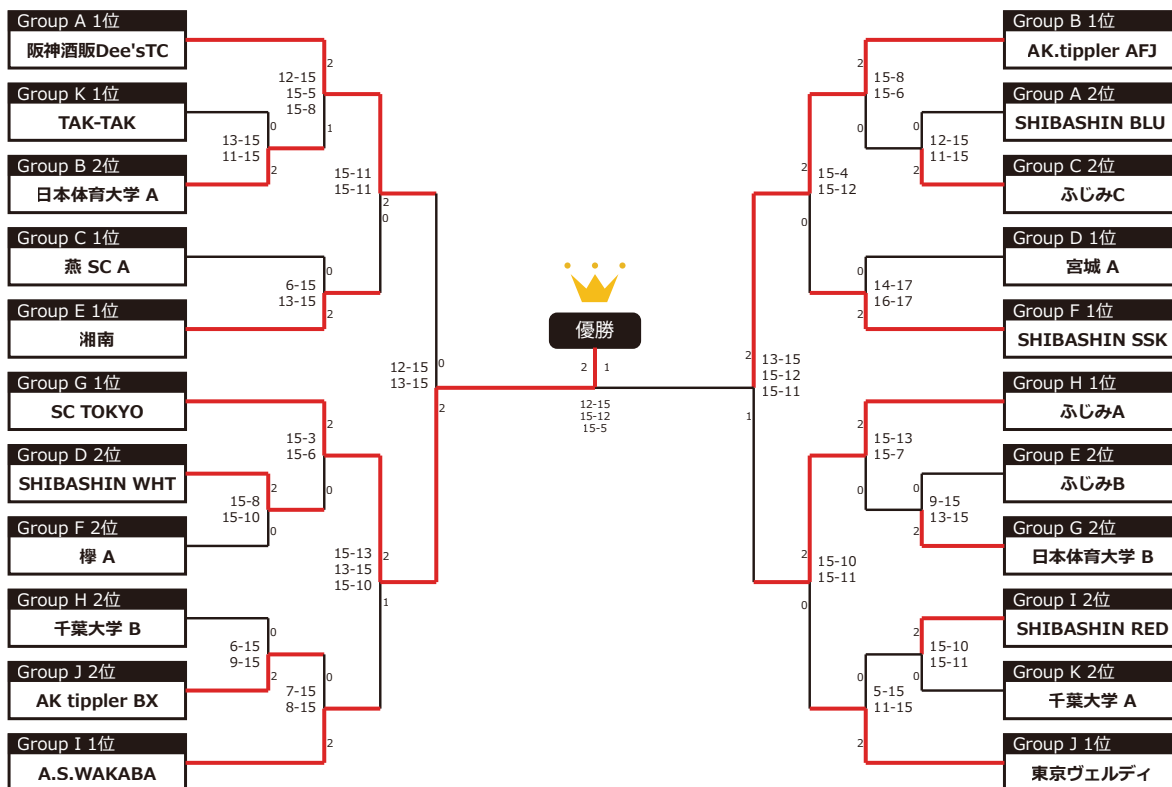 Group A 1位
阪神酒販Dee'sTC
Group K 1位
TAK-TAK
Group B 2位
日本体育大学 A
Group C 1位
燕 SC A
Group E 1位
湘南
Group G 1位
SC TOKYO
Group D 2位
SHIBASHIN WHT
Group F 2位
欅 A
Group H 2位
千葉大学 B
Group J 2位
AK tippler BX
Group I 1位
A.S.WAKABA
0
13-15
11-15
2
2
15-8
15-10
0
0
6-15
9-15
2
2
12-15
15-5
15-8
1
0
6-15
13-15
2
2
15-3
15-6
0
0
7-15
8-15
2
15-11
15-11
2
0
2
15-13
13-15
15-10
1
0
12-15
13-15
2
優勝
2
1
12-15
15-12
15-5
2
13-15
15-12
15-11
1
2
15-4
15-12
0
2
15-10
15-11
0
2
15-8
15-6
0
0
14-17
16-17
2
2
15-13
15-7
0
0
5-15
11-15
2
0
12-15
11-15
2
0
9-15
13-15
2
2
15-10
15-11
0
Group B 1位
AK.tippler AFJ
Group A 2位
SHIBASHIN BLU
Group C 2位
ふじみC
Group D 1位
宮城 A
Group F 1位
SHIBASHIN SSK
Group H 1位
ふじみA
Group E 2位
ふじみB
Group G 2位
日本体育大学 B
Group I 2位
SHIBASHIN RED
Group K 2位
千葉大学 A
Group J 1位
東京ヴェルディ